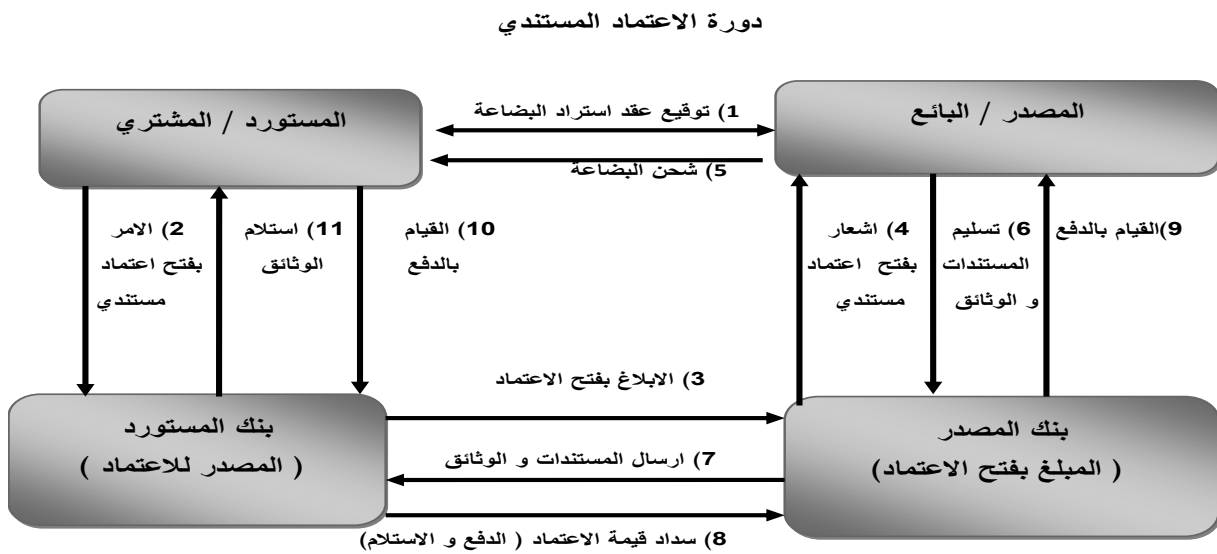 دورة الاعتماد المستندي
المصدر / البائع
المستورد / المشتري
1) توقيع عقد استراد البضاعة
5) شحن البضاعة
2) الامر
بفتح اعتماد
مستندي
11) استلام
الوثائق
10) القيام
بالدفع
4) اشعار
بفتح اعتماد
مستندي
6) تسليم
المستندات
و الوثائق
9)القيام بالدفع
3) الابلاغ بفتح الاعتماد
بنك المستورد
( المصدر للاعتماد )
بنك المصدر
( المبلغ بفتح الاعتماد)
7) ارسال المستندات و الوثائق
8) سداد قيمة الاعتماد ( الدفع و الاستلام)